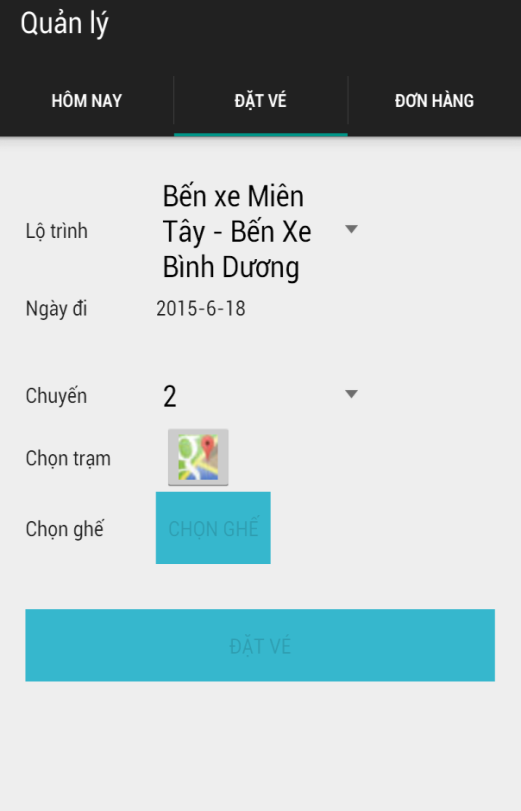 Quản lý
HÔM NAY
ĐẶT VÉ
ĐƠN HÀNG
Lộ trình
Bến xe Miên
Tây - Bến Xe
Bình Dương
Ngày đi
2015-6-18
Chuyến
2
Chọn trạm
Chọn ghế
CHỌN GHẾ
ĐẶT VÉ